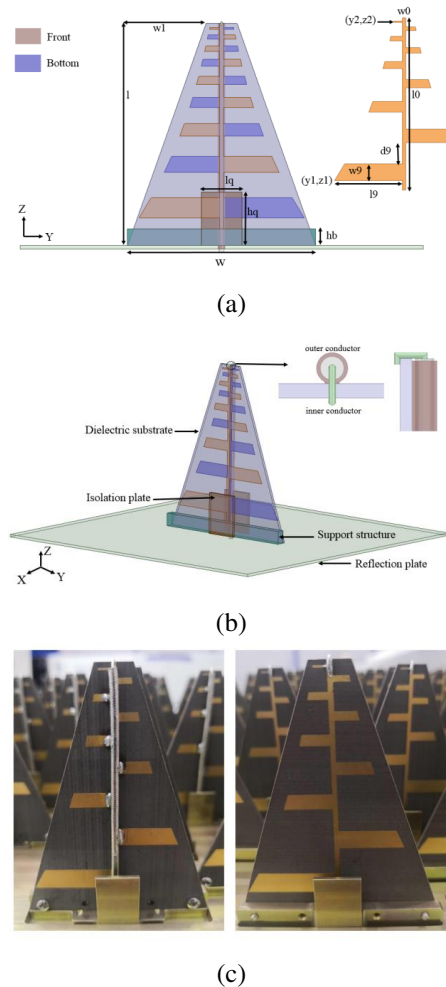 Front
Bottom
w1
l
lq
hq
hb
w
Z
Y
w0
(y2,z2)
l0
d9
w9
(y1,z1)
l9
(a)
outer conductor
inner conductor
Dielectric substrate
Isolation plate
Support structure
Reflection plate
Z
X
Y
(b)
(c)